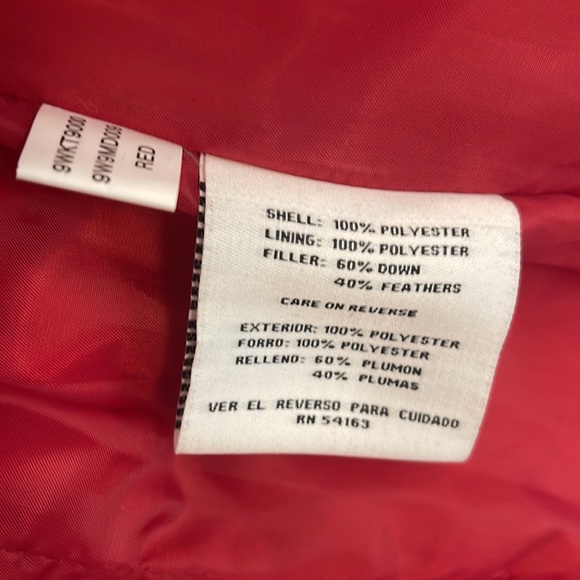 9WKT9000
9W9MD009
RED
SHELL: 100% POLYESTER
LINING: 100% POLYESTER
FILLER: 60% DOWN
40% FEATHERS
CARE ON REVERSE
EXTERIOR: 100% POLYESTER
FORRO: 100% POLYESTER
RELLENO: 60% PLUMON
40% PLUMAS
VER EL REVERSO PARA CUIDADO
RN 54163